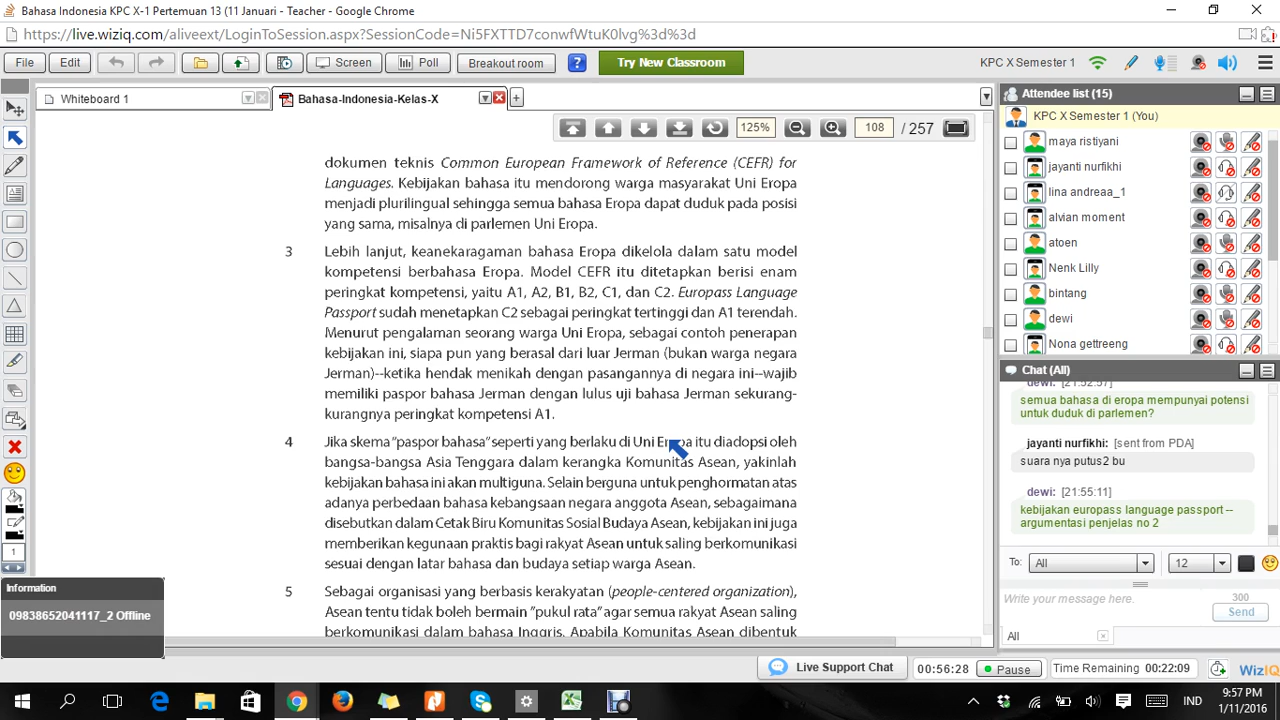 Bahasa Indonesia KPC X-1 Pertemuan 13 (11 Januari - Teacher - Google Chrome
https://live.wiziq.com/aliveext/LoginToSession.aspx?SessionCode=Ni5FXTTD7conwfWtuK0lvg%3d%3d
File Edit Screen Poll Breakout room ? Try New Classroom KPC X Semester 1
Whiteboard 1 Bahasa-Indonesia-Kelas-X +
125% 108 / 257
dokumen teknis Common European Framework of Reference (CEFR) for
Languages. Kebijakan bahasa itu mendorong warga masyarakat Uni Eropa
menjadi plurilingual sehingga semua bahasa Eropa dapat duduk pada posisi
yang sama, misalnya di parlemen Uni Eropa.
3 Lebih lanjut, keanekaragaman bahasa Eropa dikelola dalam satu model
kompetensi berbahasa Eropa. Model CEFR itu ditetapkan berisi enam
peringkat kompetensi, yaitu A1, A2, B1, B2, C1, dan C2. Europass Language
Passport sudah menetapkan C2 sebagai peringkat tertinggi dan A1 terendah.
Menurut pengalaman seorang warga Uni Eropa, sebagai contoh penerapan
kebijakan ini, siapa pun yang berasal dari luar Jerman (bukan warga negara
Jerman)--ketika hendak menikah dengan pasangannya di negara ini--wajib
memiliki paspor bahasa Jerman dengan lulus uji bahasa Jerman sekurang-
kurangnya peringkat kompetensi A1.
4 Jika skema "paspor bahasa" seperti yang berlaku di Uni Eropa itu diadopsi oleh
bangsa-bangsa Asia Tenggara dalam kerangka Komunitas Asean, yakinlah
kebijakan bahasa ini akan multiguna. Selain berguna untuk penghormatan atas
adanya perbedaan bahasa kebangsaan negara anggota Asean, sebagaimana
disebutkan dalam Cetak Biru Komunitas Sosial Budaya Asean, kebijakan ini juga
memberikan kegunaan praktis bagi rakyat Asean untuk saling berkomunikasi
sesuai dengan latar bahasa dan budaya setiap warga Asean.
5 Sebagai organisasi yang berbasis kerakyatan (people-centered organization),
Asean tentu tidak boleh bermain "pukul rata" agar semua rakyat Asean saling
berkomunikasi dalam bahasa Inggris. Apabila Komunitas Asean dibentuk
1
Information
09838652041117_2 Offline
Attendee list (15)
KPC X Semester 1 (You)
maya ristiyani
jayanti nurfikhi
lina andreaa_1
alvian moment
atoen
Nenk Lilly
bintang
dewi
Nona gettreeng
Chat (All)
dewi: [21:52:57]
semua bahasa di eropa mempunyai potensi
untuk duduk di parlemen?
jayanti nurfikhi: [sent from PDA]
suara nya putus2 bu
dewi: [21:55:11]
kebijakan europass language passport --
argumentasi penjelas no 2
To: All 12
Write your message here. 300
Send
All
Live Support Chat 00:56:28 Pause Time Remaining 00:22:09 WizIQ
IND 9:57 PM
1/11/2016